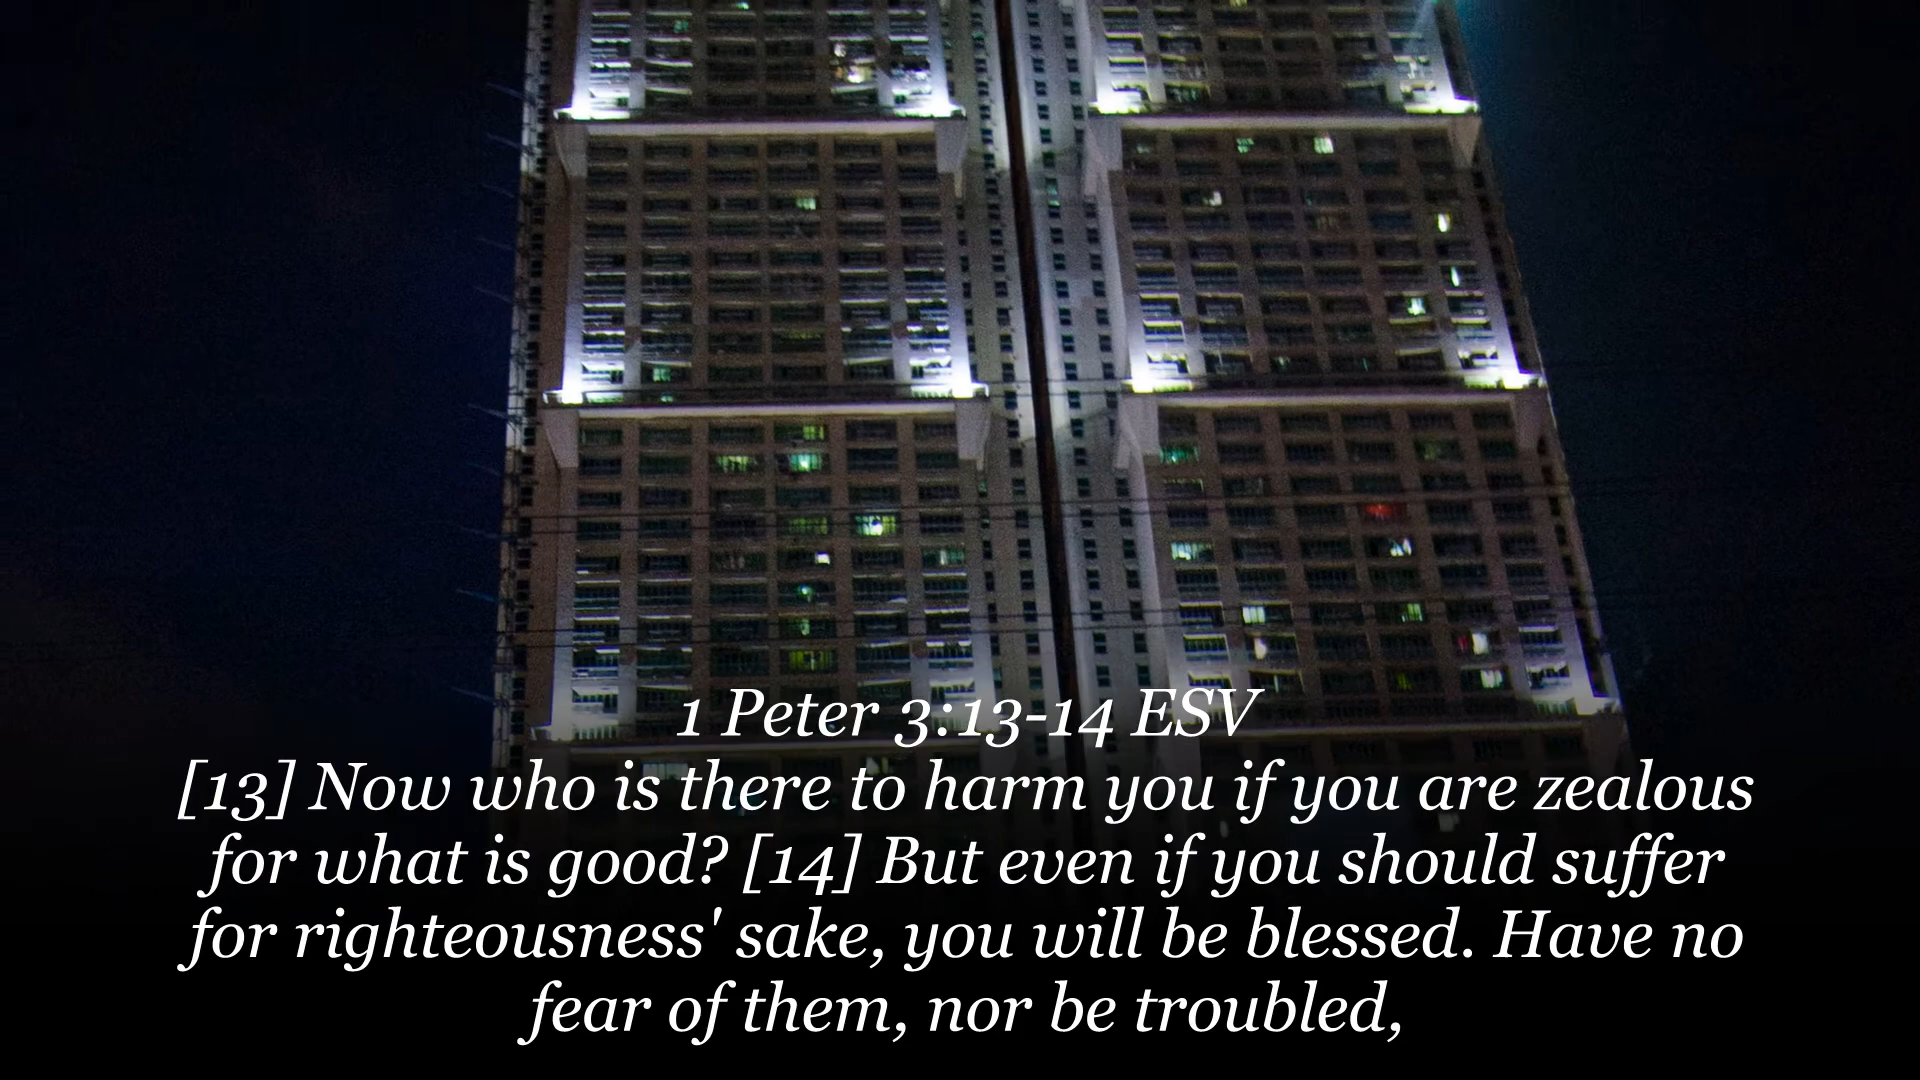 1 Peter 3:13-14 ESV
[13] Now who is there to harm you if you are zealous
for what is good? [14] But even if you should suffer
for righteousness' sake, you will be blessed. Have no
fear of them, nor be troubled,